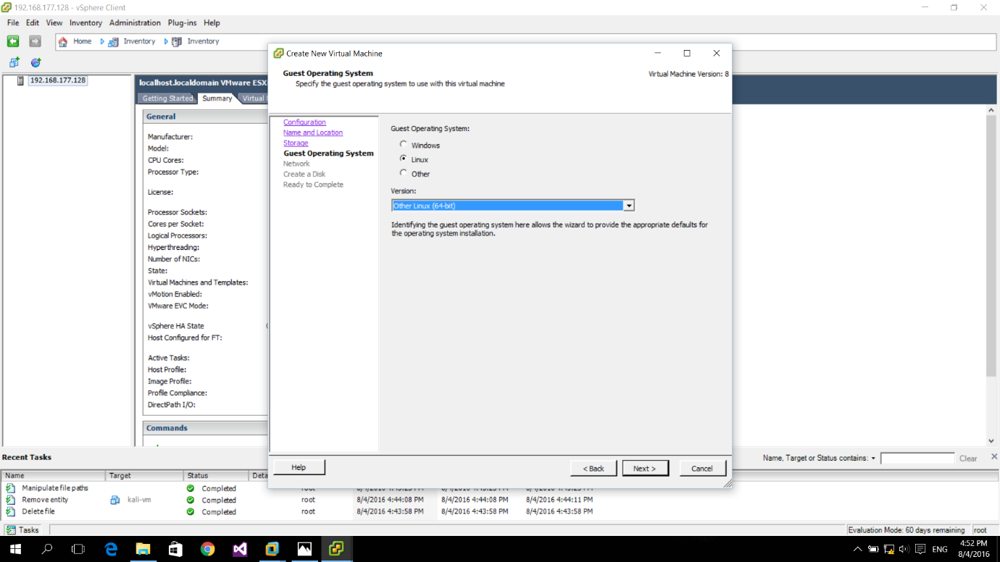 192.168.177.128 - vSphere Client
File Edit View Inventory Administration Plug-ins Help
Home Inventory Inventory
192.168.177.128
localhost.localdomain VMware ESX
Getting Started Summary Virtual
General
Manufacturer:
Model:
CPU Cores:
Processor Type:
License:
Processor Sockets:
Cores per Socket:
Logical Processors:
Hyperthreading:
Number of NICs:
State:
Virtual Machines and Templates:
vMotion Enabled:
VMware EVC Mode:
vSphere HA State
Host Configured for FT:
Active Tasks:
Host Profile:
Image Profile:
Profile Compliance:
DirectPath I/O:
Commands
Create New Virtual Machine
Guest Operating System
Virtual Machine Version: 8
Specify the guest operating system to use with this virtual machine
Configuration
Name and Location
Storage
Guest Operating System
Network
Create a Disk
Ready to Complete
Guest Operating System:
Windows
Linux
Other
Version:
Other Linux (64-bit)
Identifying the guest operating system here allows the wizard to provide the appropriate defaults for
the operating system installation.
Help < Back Next > Cancel
Recent Tasks
Name, Target or Status contains: Clear
Name Target Status Deta
Manipulate file paths Completed root 8/4/2016 4:43:25 PM
Remove entity kali-vm Completed root 8/4/2016 4:44:08 PM 8/4/2016 4:44:08 PM 8/4/2016 4:44:11 PM
Delete file Completed root 8/4/2016 4:43:58 PM 8/4/2016 4:43:58 PM 8/4/2016 4:43:58 PM
Tasks Evaluation Mode: 60 days remaining root
ENG
4:52 PM
8/4/2016